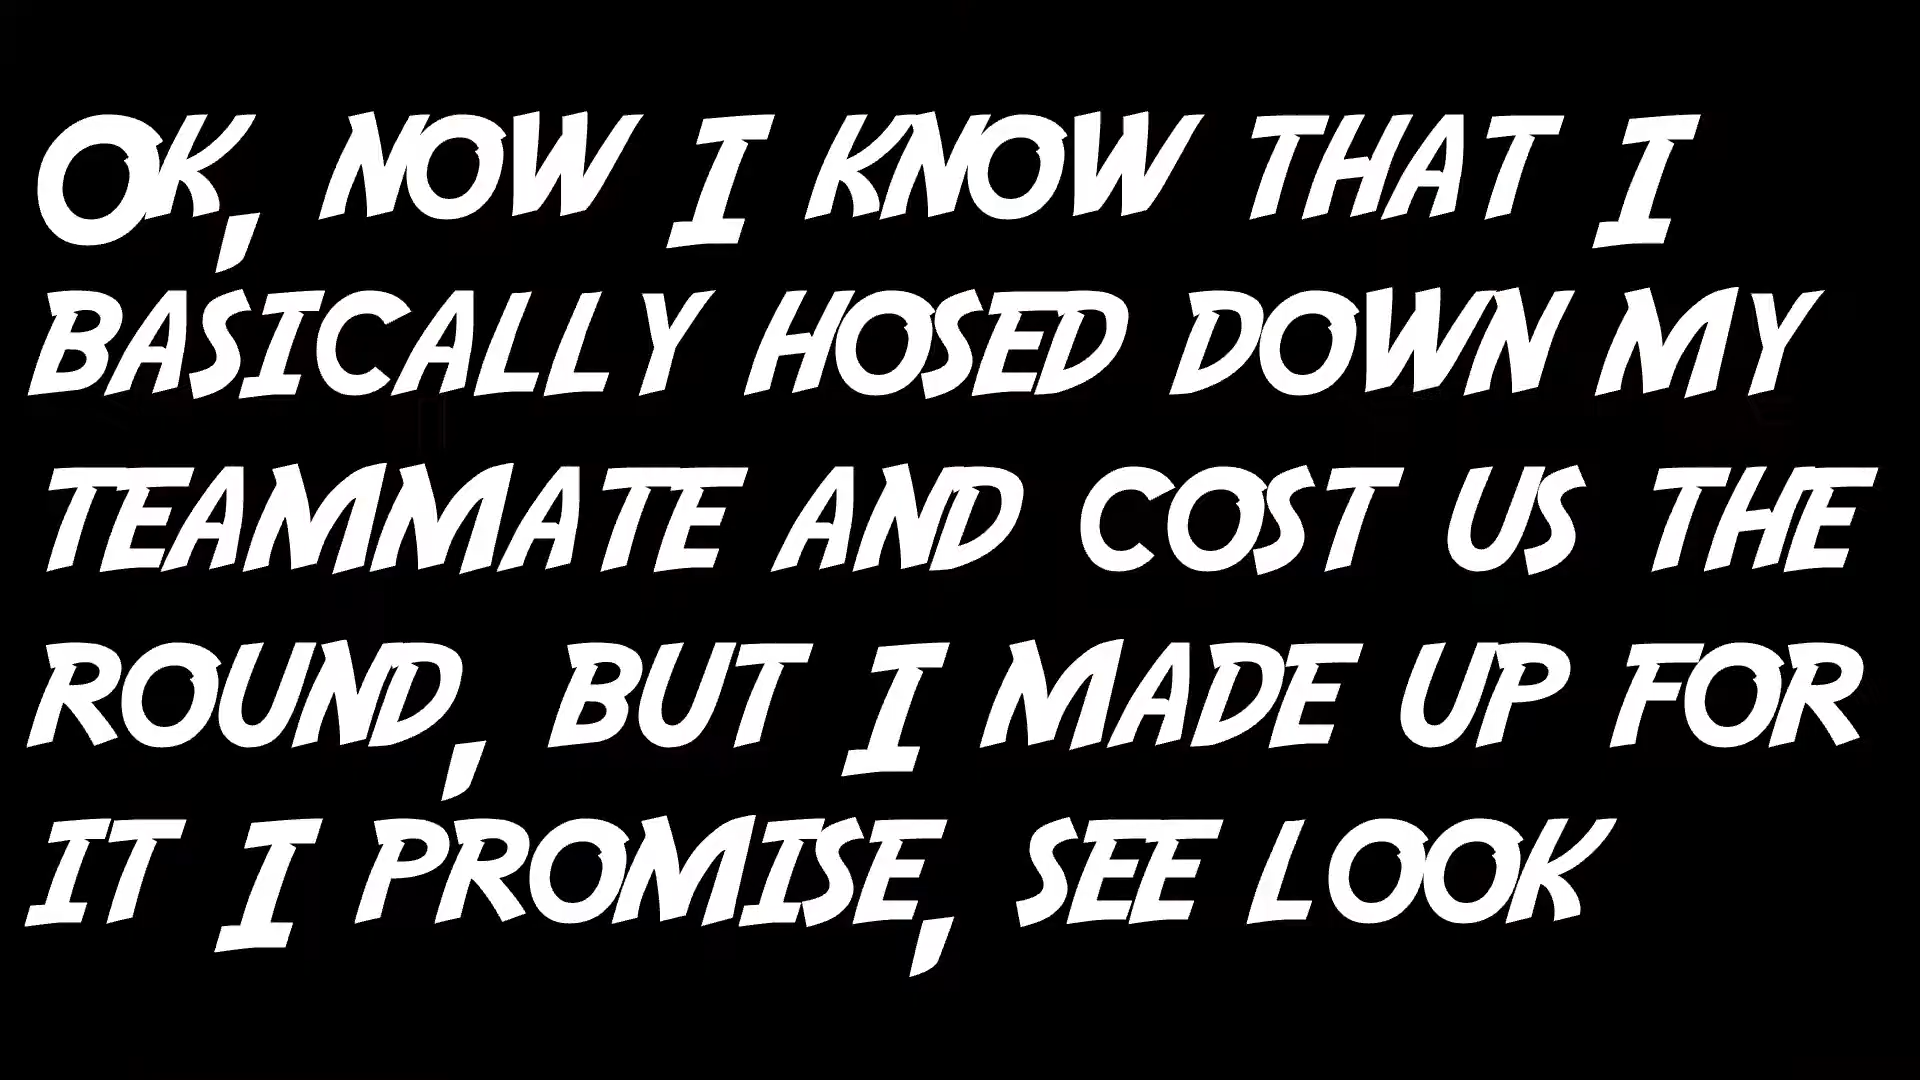 OK, NOW I KNOW THAT I
BASICALLY HOSED DOWN MY
TEAMMATE AND COST US THE
ROUND, BUT I MADE UP FOR
IT I PROMISE, SEE LOOK